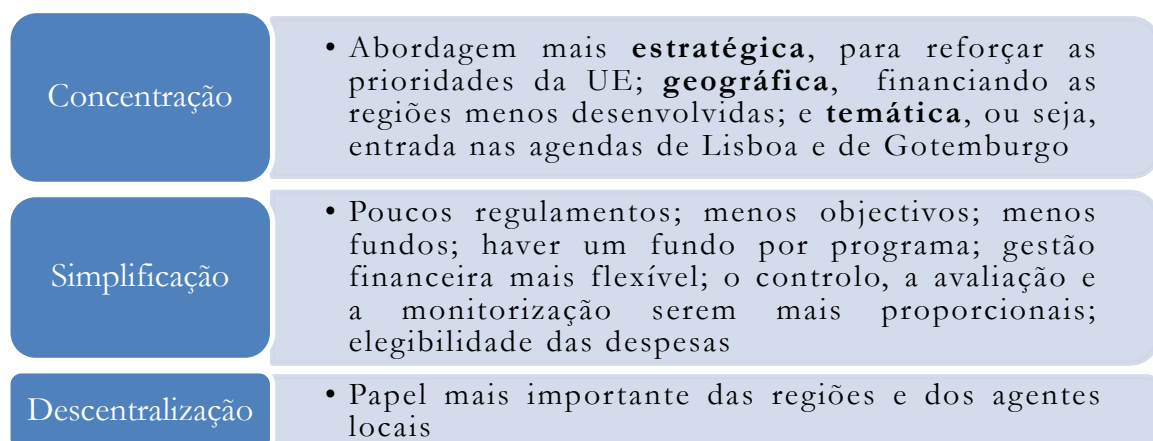 Concentração
• Abordagem mais estratégica, para reforçar as
prioridades da UE; geográfica, financiando as
regiões menos desenvolvidas; e temática, ou seja,
entrada nas agendas de Lisboa e de Gotemburgo
Simplificação
• Poucos regulamentos; menos objectivos; menos
fundos; haver um fundo por programa; gestão
financeira mais flexível; o controlo, a avaliação e
a monitorização serem mais proporcionais;
elegibilidade das despesas
Descentralização
• Papel mais importante das regiões e dos agentes
locais